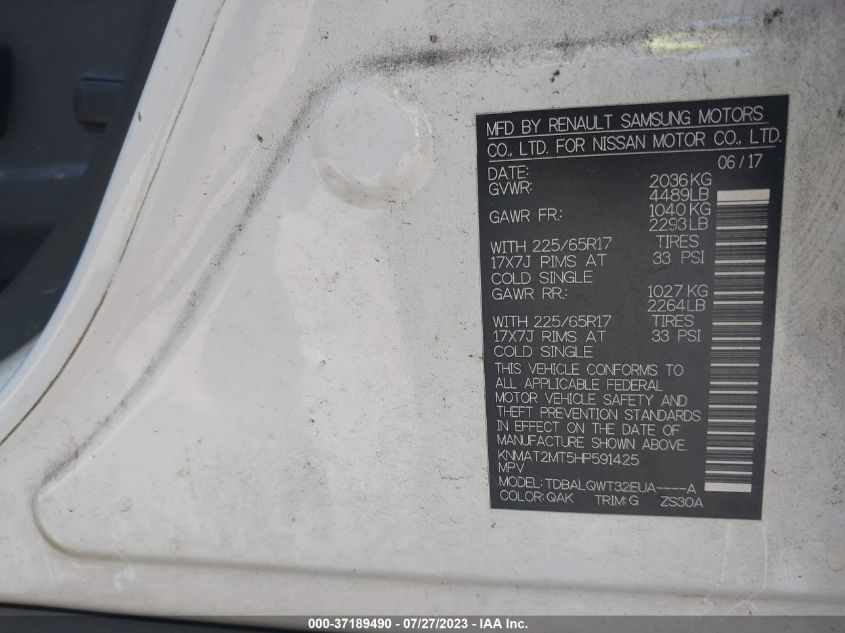 MFD BY RENAULT SAMSUNG MOTORS
CO., LTD. FOR NISSAN MOTOR CO., LTD.
DATE: 06/17
GVWR: 2036KG
4489LB
GAWR FR.: 1040KG
2293LB
WITH 225/65R17 TIRES
17X7J RIMS AT 33 PSI
COLD SINGLE
GAWR RR.: 1027KG
2264LB
WITH 225/65R17 TIRES
17X7J RIMS AT 33 PSI
COLD SINGLE
THIS VEHICLE CONFORMS TO
ALL APPLICABLE FEDERAL
MOTOR VEHICLE SAFETY AND
THEFT PREVENTION STANDARDS
IN EFFECT ON THE DATE OF
MANUFACTURE SHOWN ABOVE.
KNMAT2MT5HP591425
MPV
MODEL: TDBALQWT32EUA----A
COLOR: QAK TRIM: G ZS30A
000-37189490 - 07/27/2023 - IAA Inc.